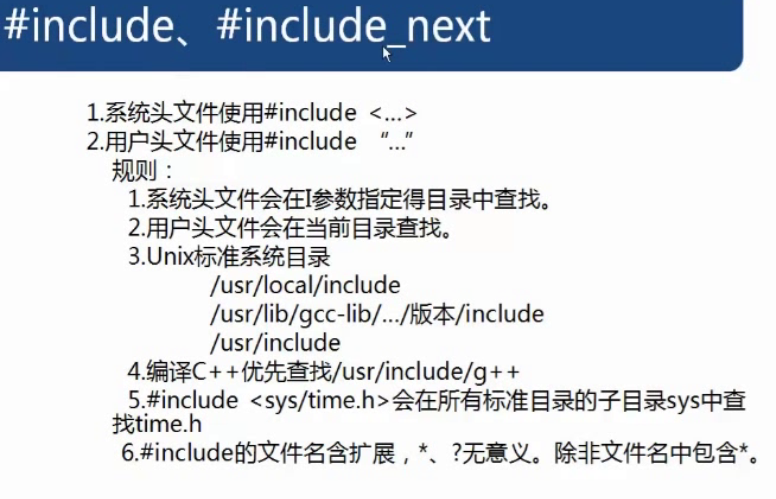 #include、#include_next
1.系统头文件使用#include <...>
2.用户头文件使用#include “...”
规则：
1.系统头文件会在I参数指定得目录中查找。
2.用户头文件会在当前目录查找。
3.Unix标准系统目录
/usr/local/include
/usr/lib/gcc-lib/.../版本/include
/usr/include
4.编译C++优先查找/usr/include/g++
5.#include <sys/time.h>会在所有标准目录的子目录sys中查
找time.h
6.#include的文件名含扩展，*、?无意义。除非文件名中包含*。